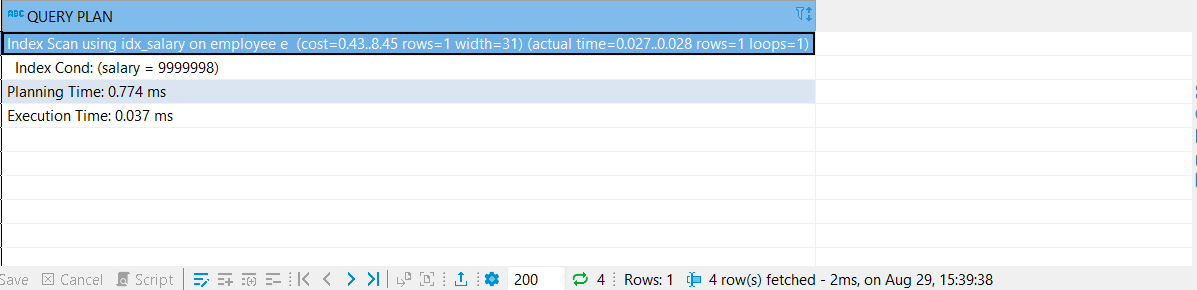 ABC QUERY PLAN
Index Scan using idx_salary on employee e (cost=0.43..8.45 rows=1 width=31) (actual time=0.027..0.028 rows=1 loops=1)
Index Cond: (salary = 9999998)
Planning Time: 0.774 ms
Execution Time: 0.037 ms
Save Cancel Script 200 4 Rows: 1 4 row(s) fetched - 2ms, on Aug 29, 15:39:38